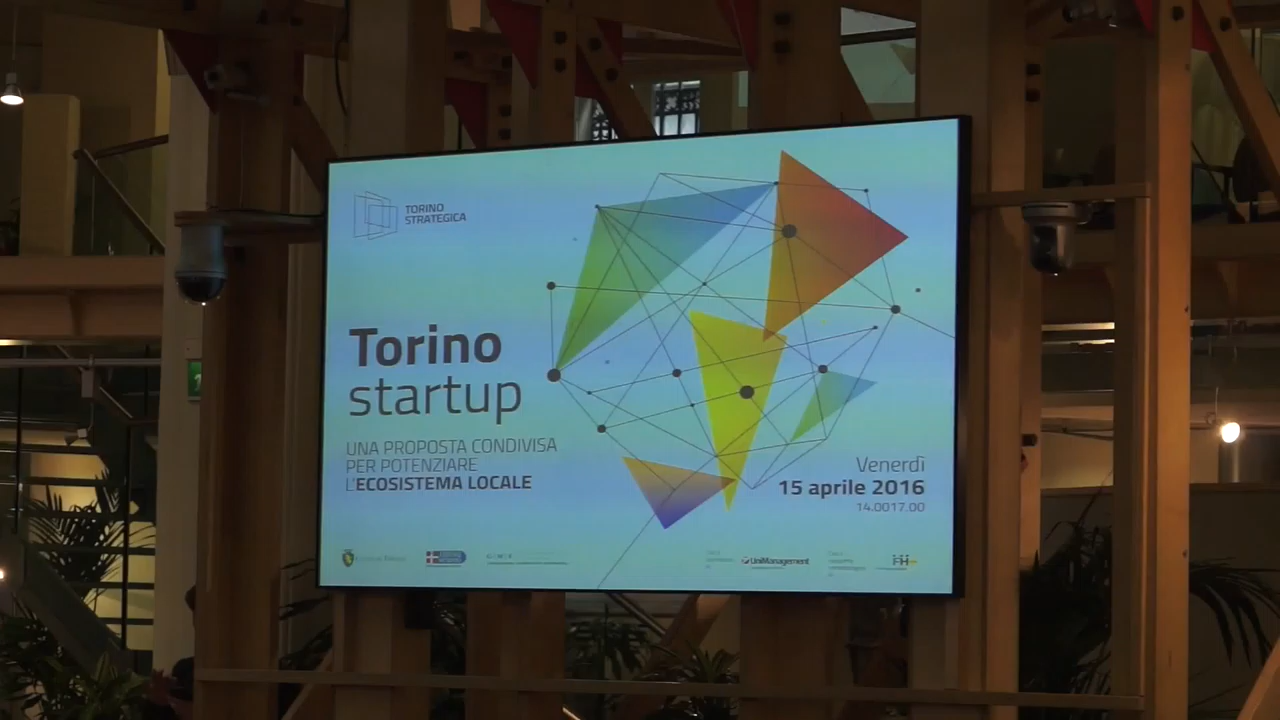 TORINO
STRATEGICA
Torino
startup
UNA PROPOSTA CONDIVISA
PER POTENZIARE
L'ECOSISTEMA LOCALE
Venerdì
15 aprile 2016
14.0017.00
UniManagement